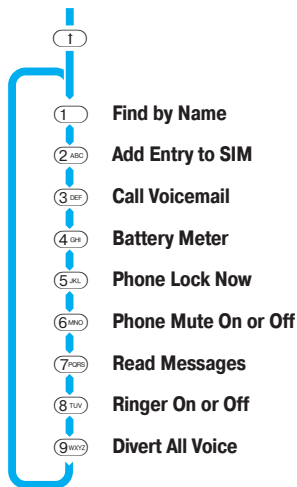 ↑
1 Find by Name
2 ABC Add Entry to SIM
3 DEF Call Voicemail
4 GHI Battery Meter
5 JKL Phone Lock Now
6 MNO Phone Mute On or Off
7 PQRS Read Messages
8 TUV Ringer On or Off
9 WXYZ Divert All Voice